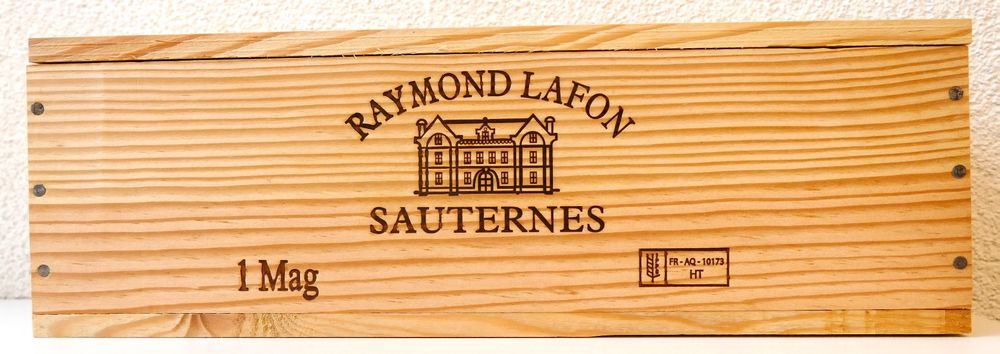 RAYMOND LAFON
SAUTERNES
1 Mag
FR - AQ - 10173
HT